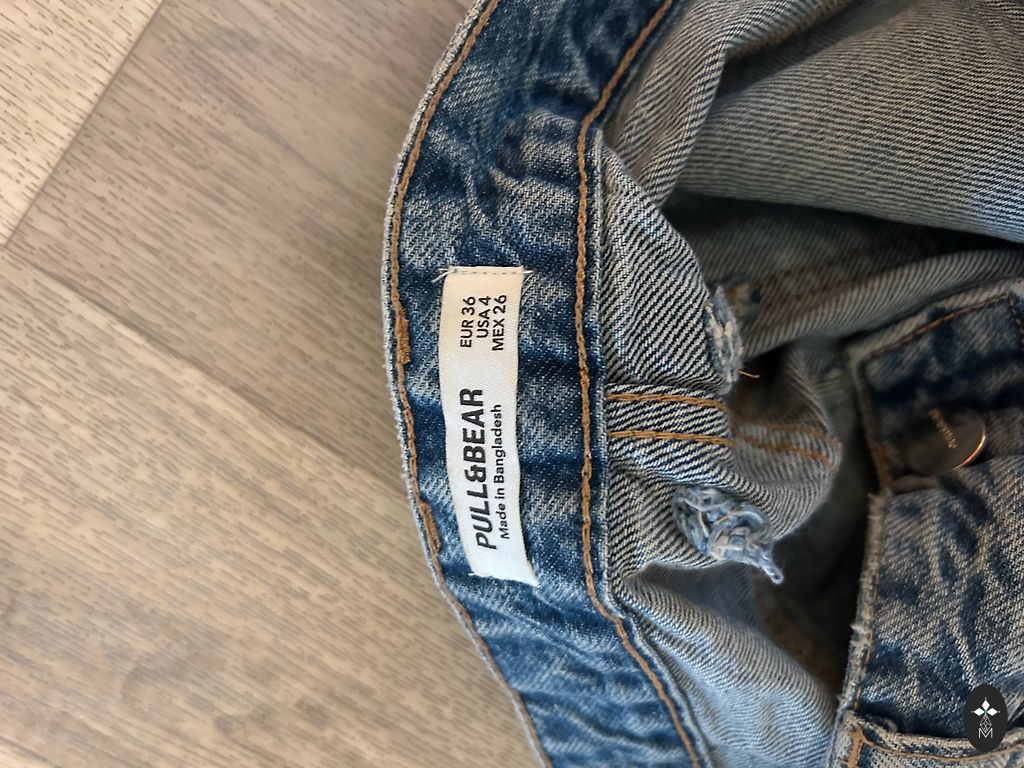 PULL&BEAR
Made in Bangladesh
EUR 36
USA 4
MEX 26